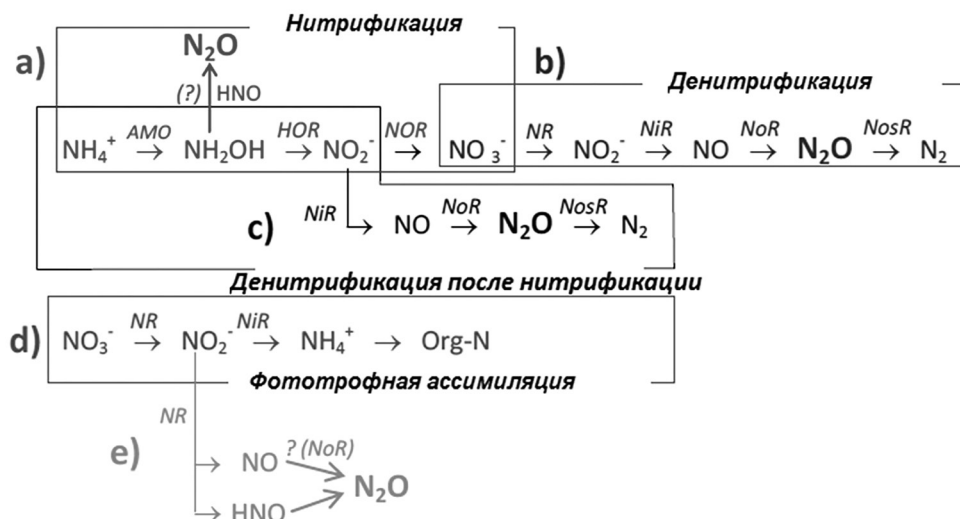 Нитрификация
a) N₂O b)
Денитрификация
(?) HNO
AMO HOR NOR NR NiR NoR NosR
NH₄⁺ → NH₂OH → NO₂⁻ → NO₃⁻ → NO₂⁻ → NO → N₂O → N₂
NiR NoR NosR
c) NO → N₂O → N₂
Денитрификация после нитрификации
NR NiR
d) NO₃⁻ → NO₂⁻ → NH₄⁺ → Org-N
Фототрофная ассимиляция
NR
e) NO ? (NoR)
N₂O
HNO